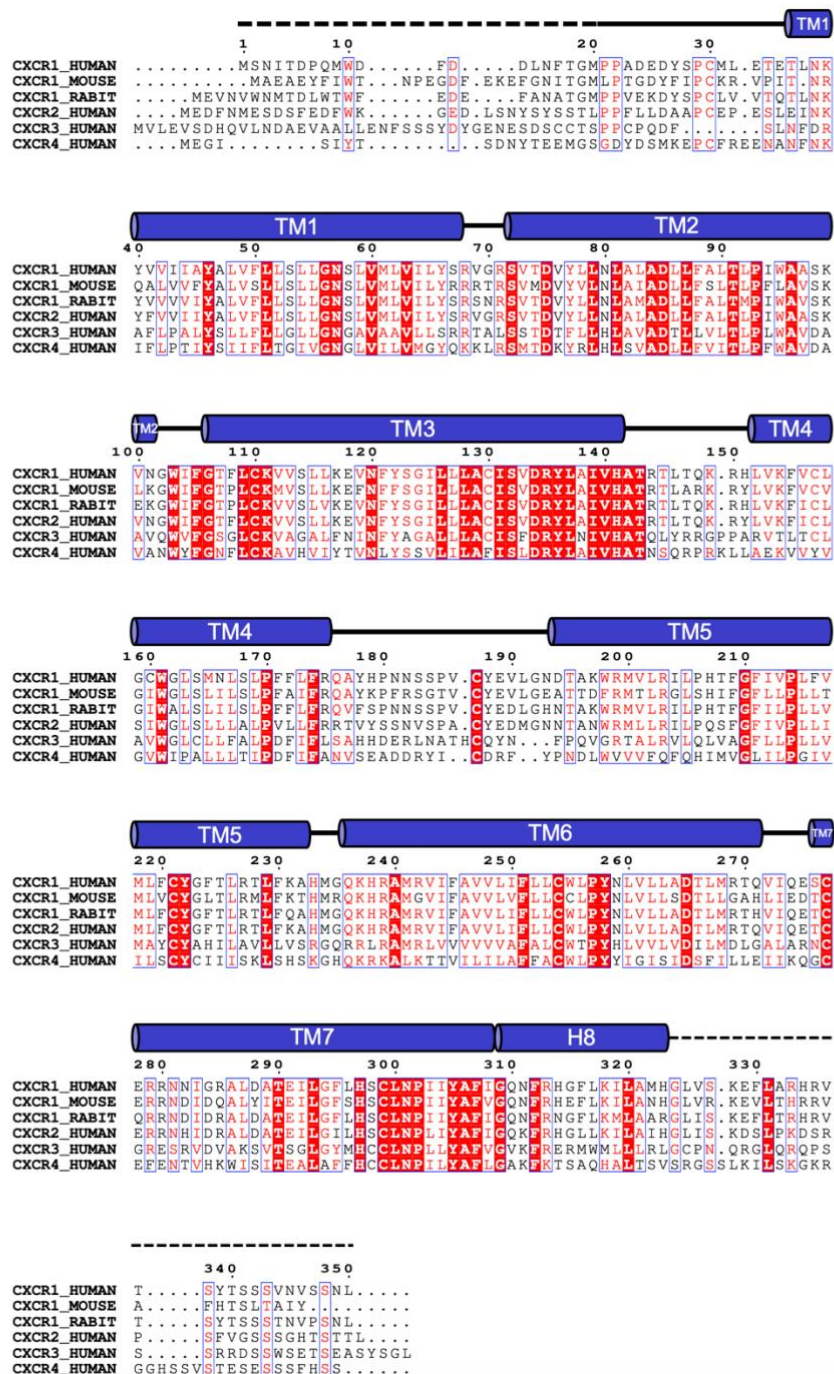 TM1
1 10 20 30
CXCR1_HUMAN .........MSNITDPQMWD......FD.....DLNFTGMPPADEDYSPCML.ETETLNK
CXCR1_MOUSE ..........MAEAEYFIWT...NPEGD.FEKEFGNITGMLPTGDYFIPCKR.VPIT.NR
CXCR1_RABIT .....MEVNVWNMTDLWTWF......ED.....FANATGMPPVEKDYSPCLV.VTQTLNK
CXCR2_HUMAN ....MEDFNMESDSFEDFWK.....GED..LSNYSYSSTLPPFLLDAAPCEP.ESLEINK
CXCR3_HUMAN MVLEVSDHQVLNDAEVAALLENFSSSYDYGENESDSCCTSPPCPQDF.......SLNFDR
CXCR4_HUMAN ....MEGI........SIYT..........SDNYTEEMGSGDYDSMKEPCFREENANFNK
TM1 TM2
40 50 60 70 80 90
CXCR1_HUMAN YVVIIAYALVFLLSLLGNSLVMLVILYSRVGRSVTDVYLLNLALADLLFALTLPIWAASK
CXCR1_MOUSE QALVVFYALVSLLSLLGNSLVMLVILYRRRTRSVMDVYVLNLAIADLLFSLTLPFLAVSK
CXCR1_RABIT YVVVVIYALVFLLSLLGNSLVMLVILYSRSNRSVTDVYLLNLAMADLLFALTMPIWAVSK
CXCR2_HUMAN YFVVIIYALVFLLSLLGNSLVMLVILYSRVGRSVTDVYLLNLALADLLFALTLPIWAASK
CXCR3_HUMAN AFLPALYSLLFLLGLLGNGAVAAVLLSRRTALSSTDTFLLHLAVADTLLVLTLPLWAVDA
CXCR4_HUMAN IFLPTIYSIIFLTGIVGNGLVILVMGYQKKLRSMTDKYRLHLSVADLLFVITLPFWAVDA
TM2 TM3 TM4
100 110 120 130 140 150
CXCR1_HUMAN VNGWIFGTFLCKVVSLLKEVNFYSGILLLACISVDRYLAIVHATRTLTQK.RHLVKFVCL
CXCR1_MOUSE LKGWIFGTPLCKMVSLLKEFNFFSGILLLACISVDRYLAIVHATRTLARK.RYLVKFVCL
CXCR1_RABIT EKGWIFGTPLCKVVSLVKEVNFYSGILLLACISVDRYLAIVHATRTLTQK.RHLVKFICL
CXCR2_HUMAN VNGWIFGTFLCKVVSLLKEVNFYSGILLLACISVDRYLAIVHATRTLTQK.RYLVKFICL
CXCR3_HUMAN AVQWVFGSGLCKVAGALFNINFYAGALLLACISFDRYLNIVHATQLYRRGPPARVTLTCL
CXCR4_HUMAN VANWYFGNFLCKAVHVIYTVNLYSSVLILAFISLDRYLAIVHATNSQRPRKLLAEKVVYV
TM4 TM5
160 170 180 190 200 210
CXCR1_HUMAN GCWGLSMNLSLPFFLFRQAYHPNNSSPV.CYEVLGNDTAKWRMVLRILPHTFGFIVPLFV
CXCR1_MOUSE GIWGLSLILSLPFAIFRQAYKPFRSGTV.CYEVLGEATTDFRMTLRGLSHIFGFLLPLLT
CXCR1_RABIT GIWALSLILSLPFFLFRQVFSPNNSSPV.CYEDLGHNTAKWRMVLRILPHTFGFILPLLV
CXCR2_HUMAN SIWGLSLLLALPVLLFRRTVYSSNVSPA.CYEDMGNNTANWRMLLRILPQSFGFIVPLLI
CXCR3_HUMAN AVWGLCLLFALPDFIFLSAHHDERLNATHCQYN...FPQVGRTALRVLQLVAGFLLPLLV
CXCR4_HUMAN GVWIPALLLTIPDFIFANVSEADDRYI..CDRF..YPNDLWVVVFQFQHIMVGLILPGIV
TM5 TM6 TM7
220 230 240 250 260 270
CXCR1_HUMAN MLFCYGFTLRTLFKAHMGQKHRAMRVIFAVVLIFLLCWLPYNLVLLADTLMRTQVIQESC
CXCR1_MOUSE MLVCYGLTLRMLFKTHMRQKHRAMGVIFAVVLVFLLCCLPYNLVLLSDTLLGAHLIEDTC
CXCR1_RABIT MLFCYGFTLRTLFQAHMGQKHRAMRVIFAVVLIFLLCWLPYNLVLLADTLMRTHVIQETC
CXCR2_HUMAN MLFCYGFTLRTLFKAHMGQKHRAMRVIFAVVLIFLLCWLPYNLVLLADTLMRTQVIQETC
CXCR3_HUMAN MAYCYAHILAVLLVSRGQRRLRAMRLVVVVVVAFALCWTPYHLVVLVDILMDLGALARNC
CXCR4_HUMAN ILSCYCIIISKLSHSKGHQKRKALKTTVILILAFFACWLPYYIGISIDSFILLEIIKQGC
TM7 H8
280 290 300 310 320 330
CXCR1_HUMAN ERRNNIGRALDATEILGFLHSCLNPIIYAFIGQNFRHGFLKILAMHGLVS.KEFLARHRV
CXCR1_MOUSE ERRNDIDQALYITEILGFSHSCLNPIIYAFVGQNFRHEFLKILANHGLVR.KEVLTHRRV
CXCR1_RABIT QRRNDIDRALDATEILGFLHSCLNPIIYAFIGQNFRNGFLKMLAARGLIS.KEFLTRHRV
CXCR2_HUMAN ERRNHIDRALDATEILGILHSCLNPLIYAFIGQKFRHGLLKILAIHGLIS.KDSLPKDSR
CXCR3_HUMAN GRESRVDVAKSVTSGLGYMHCCLNPLLYAFVGVKFRERMWMLLLRLGCPN.QRGLQRQPS
CXCR4_HUMAN EFENTVHKWISITEALAFFHCCLNPILYAFLGAKFKTSAQHALTSVSRGSSLKILSKGKR
340 350
CXCR1_HUMAN T.....SYTSSSVNVSSNL....
CXCR1_MOUSE A.....FHTSLTAIY.......
CXCR1_RABIT T.....SYTSSSTNVPSNL....
CXCR2_HUMAN P.....SFVGSSSGHTSTTL...
CXCR3_HUMAN S.....SRRDSSWSETSEASYSGL
CXCR4_HUMAN GGHSSVSTESESSSFHSS.....